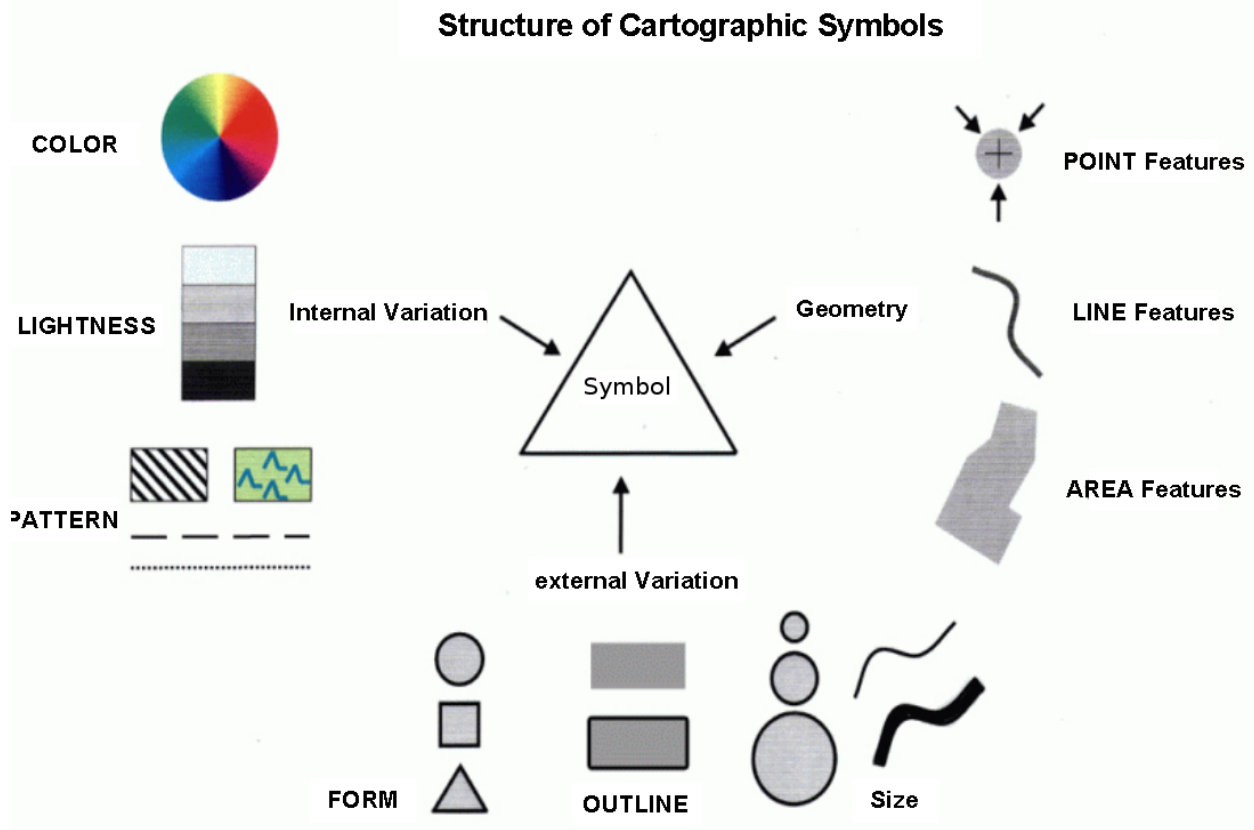 Structure of Cartographic Symbols
COLOR
POINT Features
LIGHTNESS
Internal Variation
Geometry
LINE Features
Symbol
PATTERN
AREA Features
external Variation
FORM
OUTLINE
Size